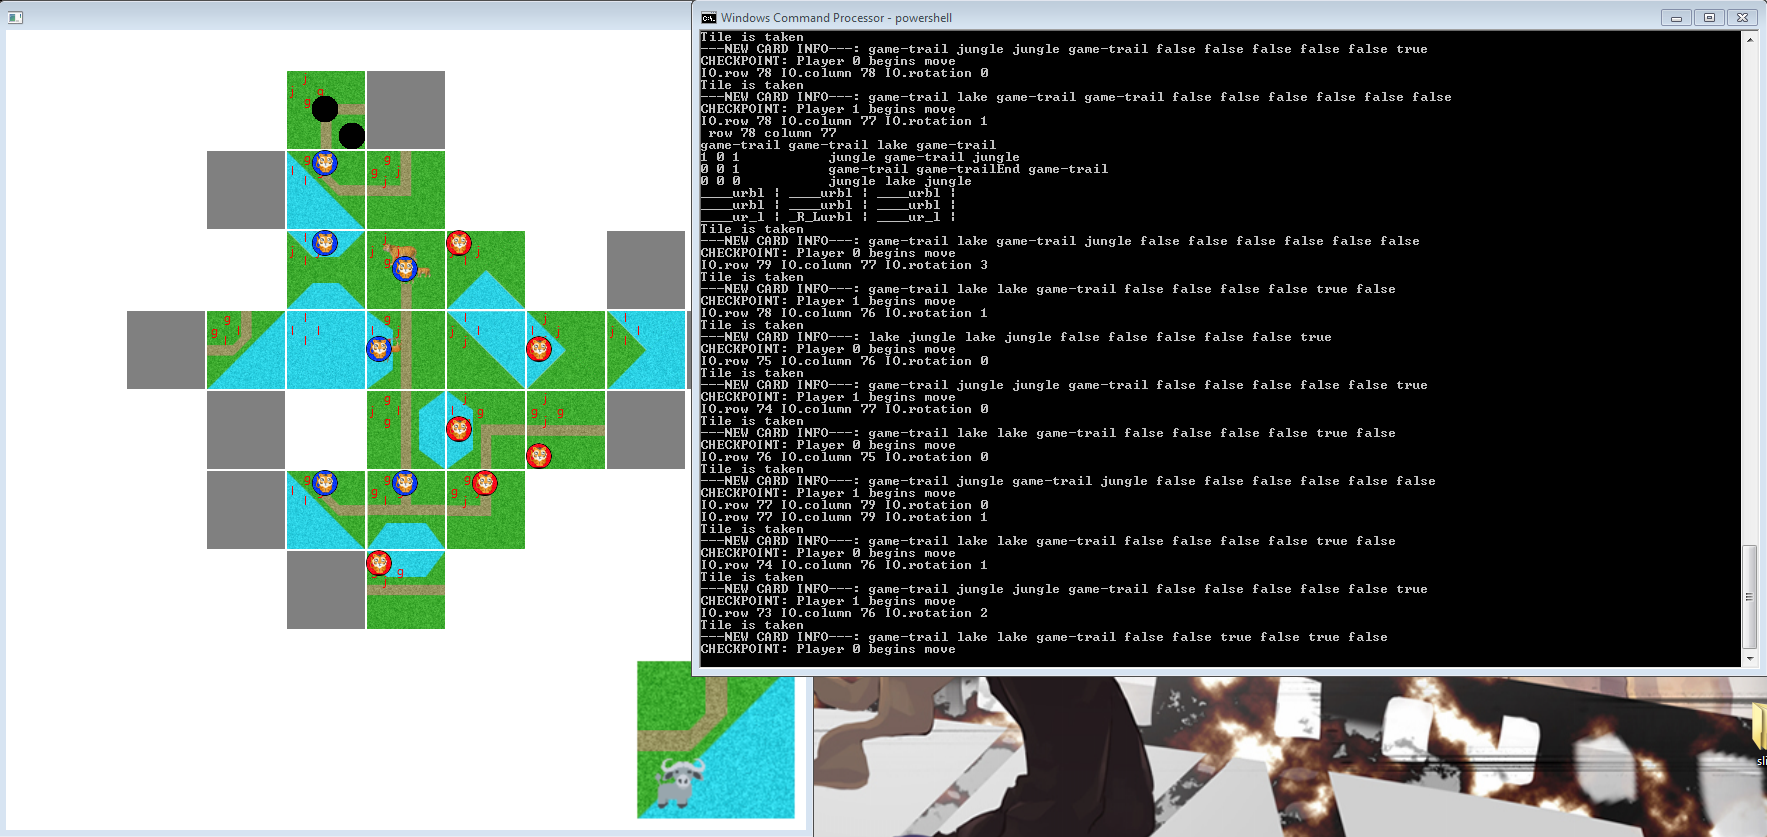 Windows Command Processor - powershell
Tile is taken
---NEW CARD INFO---: game-trail jungle jungle game-trail false false false false false true
CHECKPOINT: Player 0 begins move
IO.row 78 IO.column 78 IO.rotation 0
Tile is taken
---NEW CARD INFO---: game-trail lake game-trail game-trail false false false false false false
CHECKPOINT: Player 1 begins move
IO.row 78 IO.column 77 IO.rotation 1
row 78 column 77
game-trail game-trail lake game-trail
1 0 1 jungle game-trail jungle
0 0 1 game-trail game-trailEnd game-trail
0 0 0 jungle lake jungle
____urbl | ____urbl | ____urbl |
____urbl | ____urbl | ____urbl |
____ur_l | _R_Lurbl | ____ur_l |
Tile is taken
---NEW CARD INFO---: game-trail lake game-trail jungle false false false false false false
CHECKPOINT: Player 0 begins move
IO.row 79 IO.column 77 IO.rotation 3
Tile is taken
---NEW CARD INFO---: game-trail lake lake game-trail false false false false true false
CHECKPOINT: Player 1 begins move
IO.row 78 IO.column 76 IO.rotation 1
Tile is taken
---NEW CARD INFO---: lake jungle lake jungle false false false false false true
CHECKPOINT: Player 0 begins move
IO.row 75 IO.column 76 IO.rotation 0
Tile is taken
---NEW CARD INFO---: game-trail jungle jungle game-trail false false false false false true
CHECKPOINT: Player 1 begins move
IO.row 74 IO.column 77 IO.rotation 0
Tile is taken
---NEW CARD INFO---: game-trail lake lake game-trail false false false false true false
CHECKPOINT: Player 0 begins move
IO.row 76 IO.column 75 IO.rotation 0
Tile is taken
---NEW CARD INFO---: game-trail jungle game-trail jungle false false false false false false
CHECKPOINT: Player 1 begins move
IO.row 77 IO.column 79 IO.rotation 0
IO.row 77 IO.column 79 IO.rotation 1
Tile is taken
---NEW CARD INFO---: game-trail lake lake game-trail false false false false true false
CHECKPOINT: Player 0 begins move
IO.row 74 IO.column 76 IO.rotation 1
Tile is taken
---NEW CARD INFO---: game-trail jungle jungle game-trail false false false false false true
CHECKPOINT: Player 1 begins move
IO.row 73 IO.column 76 IO.rotation 2
Tile is taken
---NEW CARD INFO---: game-trail lake lake game-trail false false true false true false
CHECKPOINT: Player 0 begins move